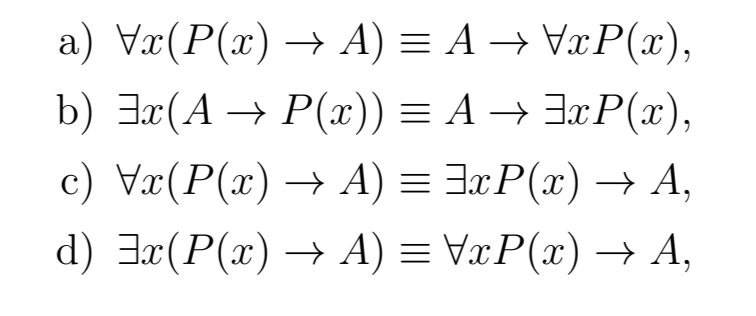 a) ∀x(P(x) → A) ≡ A → ∀xP(x),
b) ∃x(A → P(x)) ≡ A → ∃xP(x),
c) ∀x(P(x) → A) ≡ ∃xP(x) → A,
d) ∃x(P(x) → A) ≡ ∀xP(x) → A,